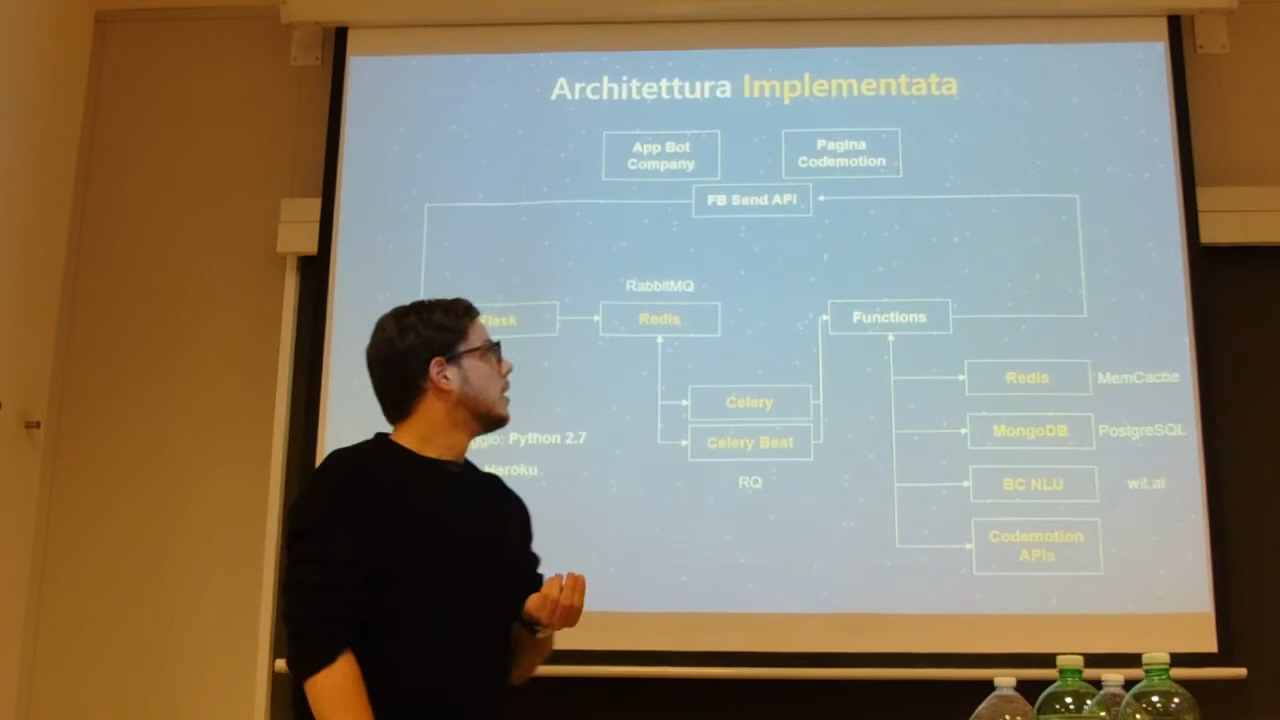 Architettura Implementata
App Bot
Company
Pagina
Codemotion
FB Send API
RabbitMQ
Flask
Redis
Functions
Celery
Celery Beat
RQ
Redis
MemCache
MongoDB
PostgreSQL
BC NLU
wit.ai
Codemotion
APIs
Python 2.7
Heroku